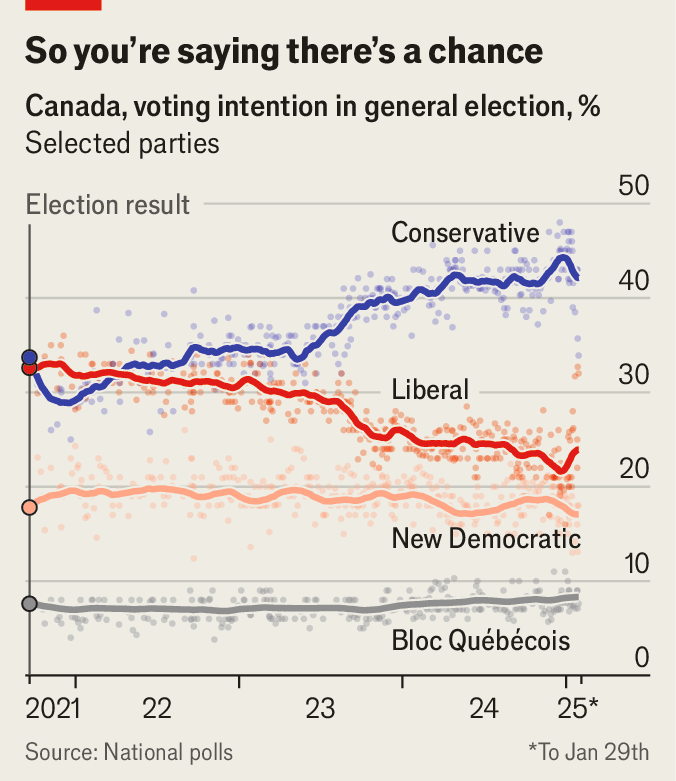 So you're saying there's a chance
Canada, voting intention in general election, %
Selected parties
Election result
50
Conservative
40
Liberal
30
20
New Democratic
10
Bloc Québécois
0
2021 22 23 24 25*
Source: National polls *To Jan 29th